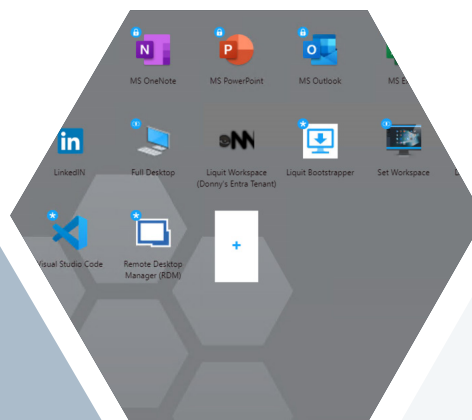 MS OneNote
MS PowerPoint
MS Outlook
MS E
LinkedIN
Full Desktop
Liquit Workspace
(Donny's Entra Tenant)
Liquit Bootstrapper
Set Workspace
Visual Studio Code
Remote Desktop
Manager (RDM)